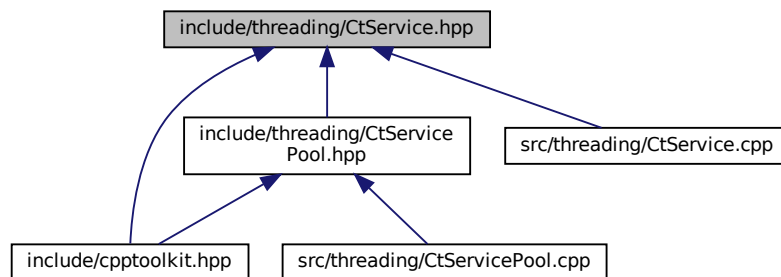 include/threading/CtService.hpp
include/threading/CtService
Pool.hpp
src/threading/CtService.cpp
include/cpptoolkit.hpp
src/threading/CtServicePool.cpp